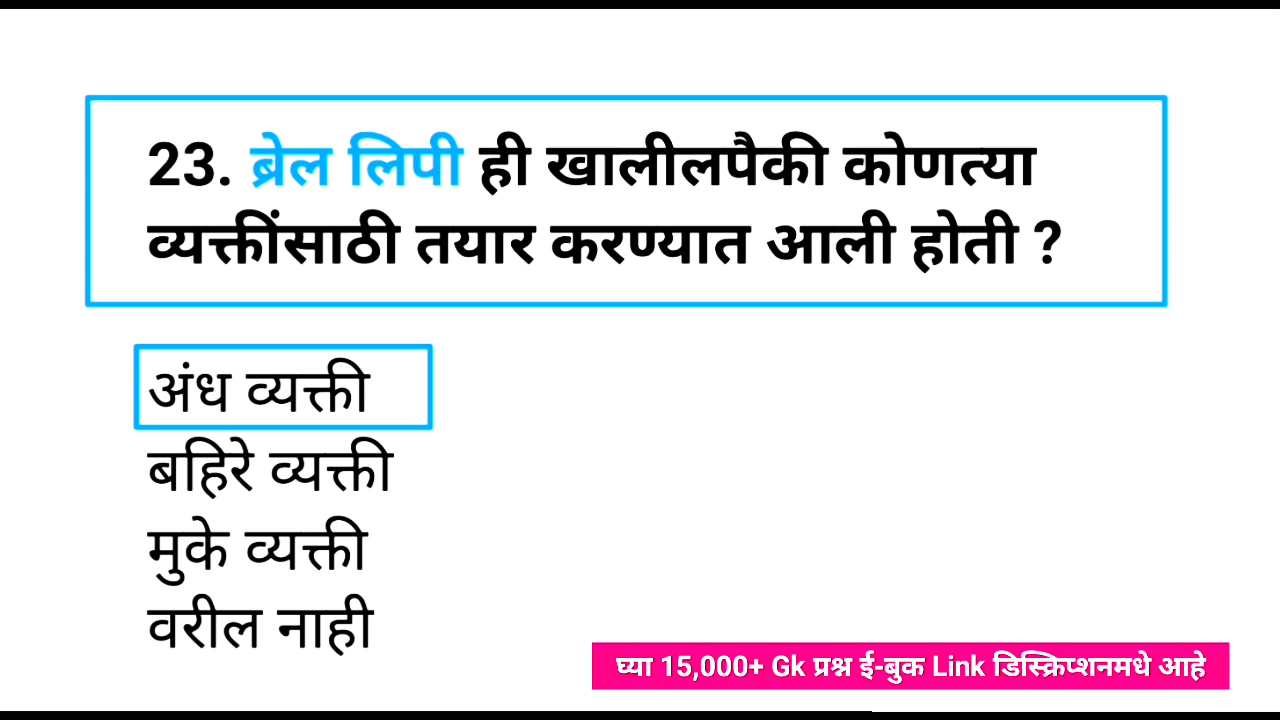 23. ब्रेल लिपी ही खालीलपैकी कोणत्या
व्यक्तींसाठी तयार करण्यात आली होती ?
अंध व्यक्ती
बहिरे व्यक्ती
मुके व्यक्ती
वरील नाही
घ्या 15,000+ Gk प्रश्न ई-बुक Link डिस्क्रिप्शनमधे आहे